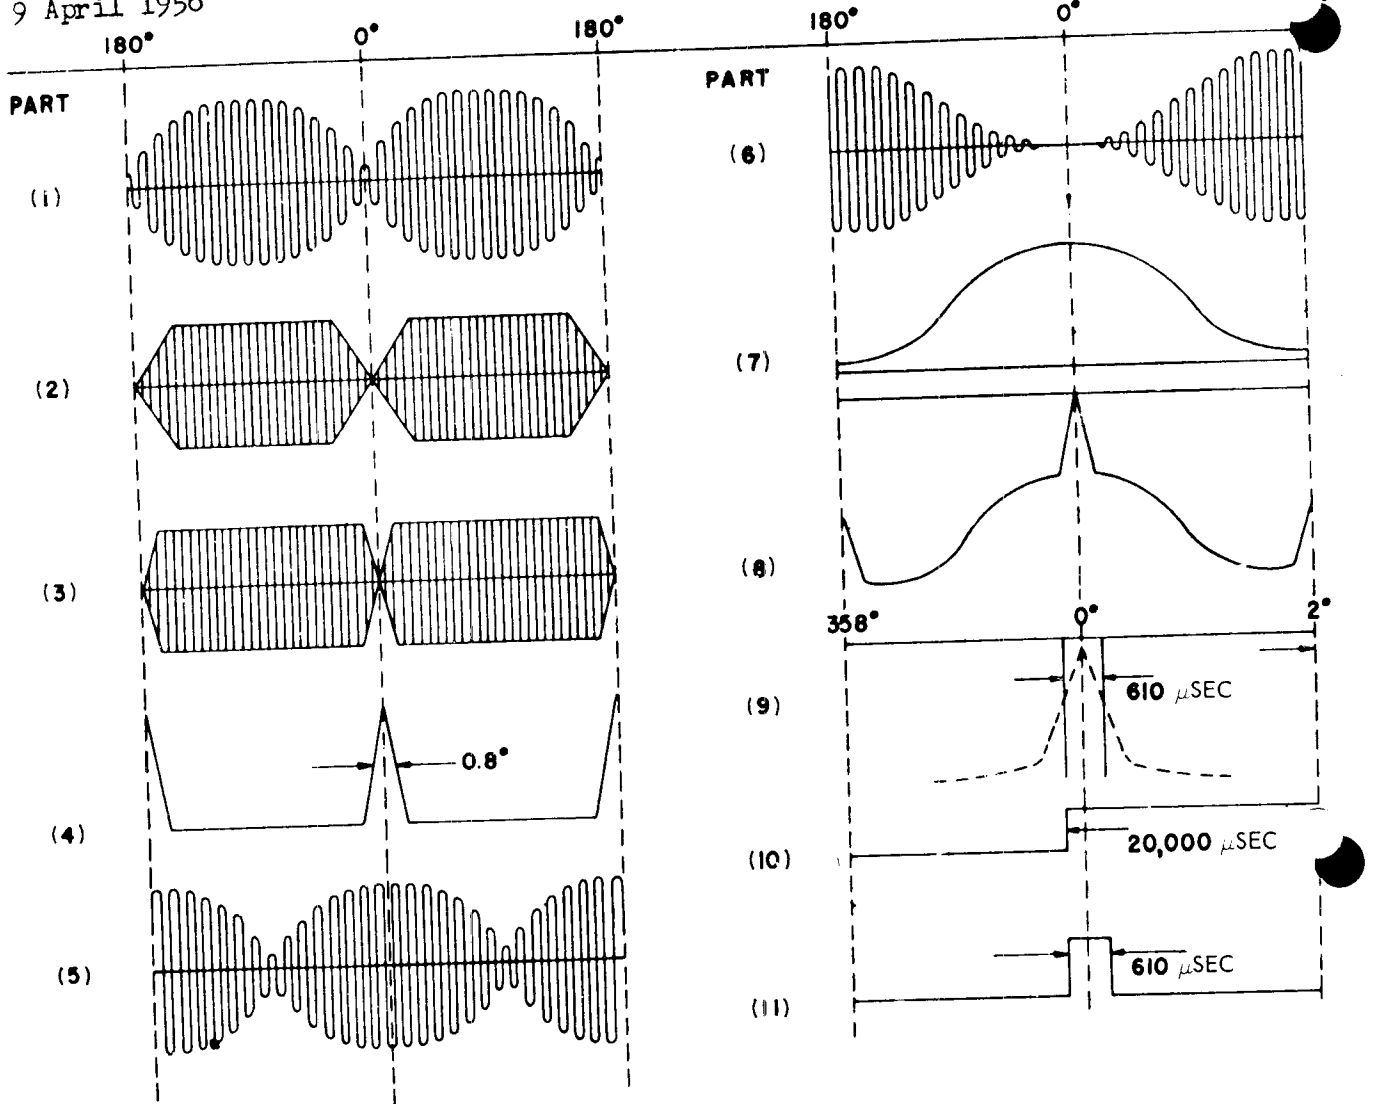 9 April 1956
180° 0° 180°
PART
(1)
(2)
(3)
0.8°
(4)
(5)
180° 0°
PART
(6)
(7)
(8)
358° 0° 2°
610 µSEC
(9)
20,000 µSEC
(10)
610 µSEC
(11)